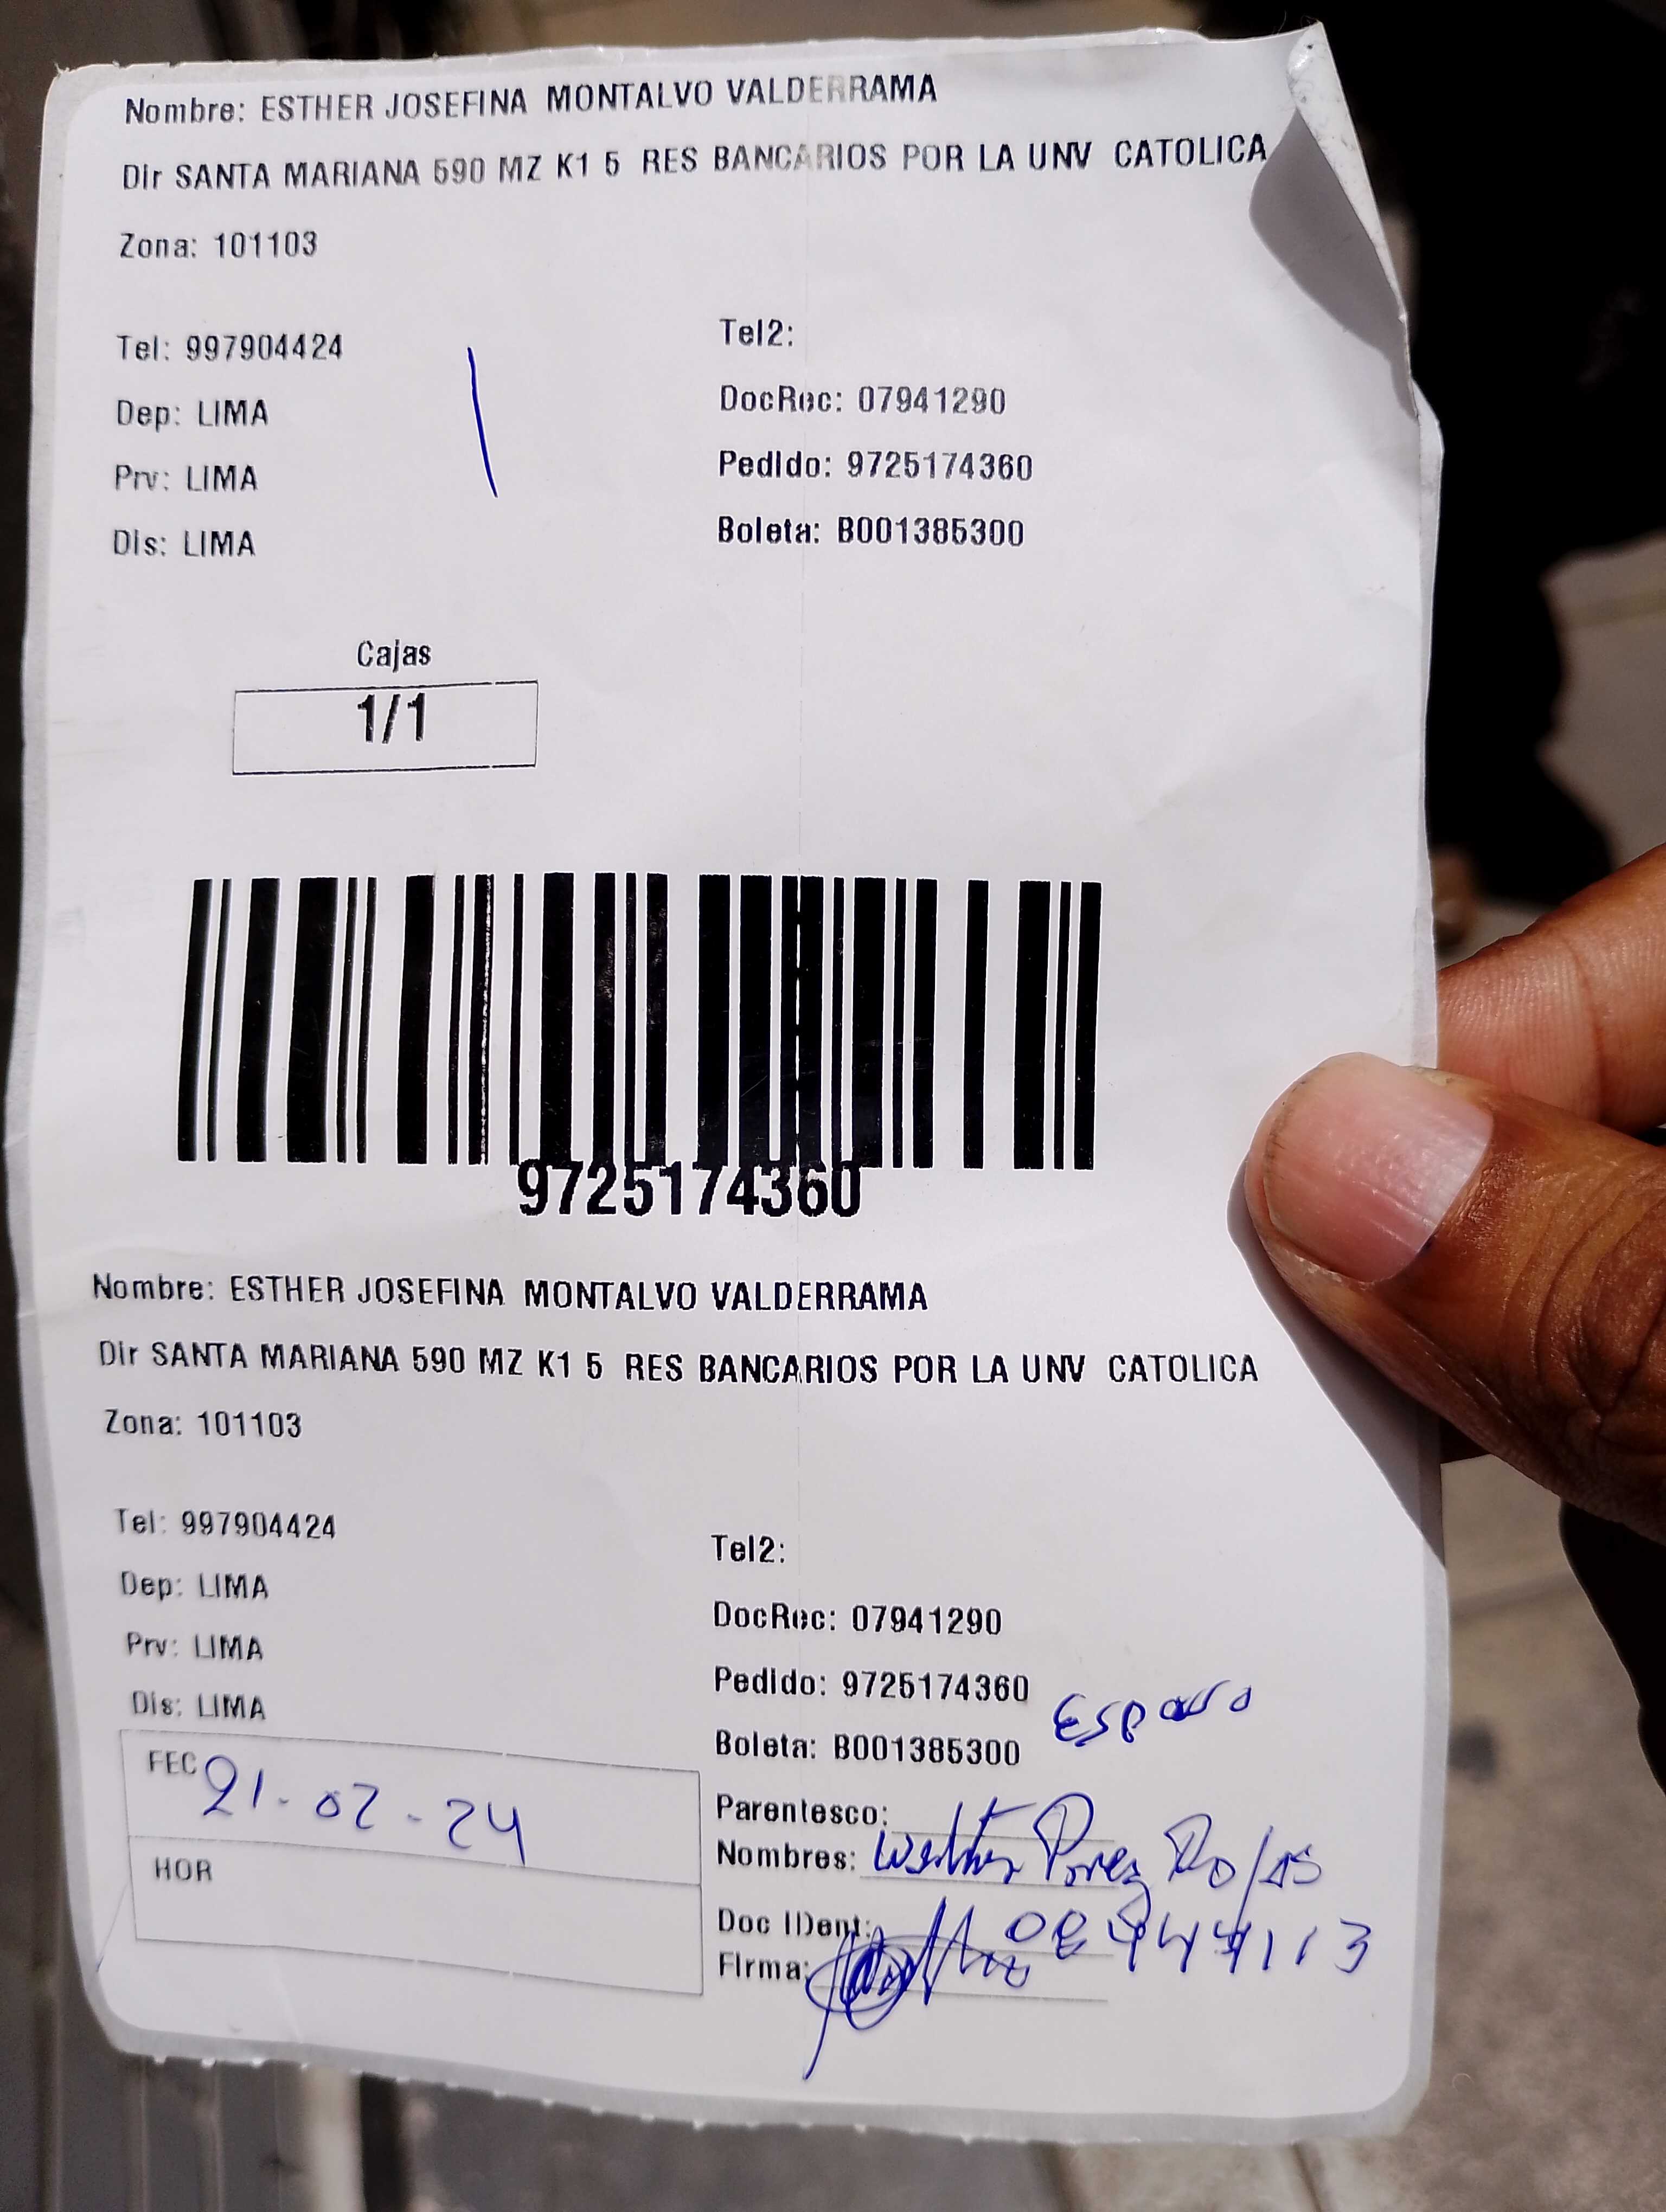 Nombre: ESTHER JOSEFINA MONTALVO VALDERRAMA
Dir SANTA MARIANA 590 MZ K1 5 RES BANCARIOS POR LA UNV CATOLICA
Zona: 101103
Tel: 997904424
Tel2:
Dep: LIMA
DocRec: 07941290
Prv: LIMA
Pedido: 9725174360
Dis: LIMA
Boleta: B001385300
Cajas
1/1
9725174360
Nombre: ESTHER JOSEFINA MONTALVO VALDERRAMA
Dir SANTA MARIANA 590 MZ K1 5 RES BANCARIOS POR LA UNV CATOLICA
Zona: 101103
Tel: 997904424
Tel2:
Dep: LIMA
DocRec: 07941290
Prv: LIMA
Pedido: 9725174360
Dis: LIMA
Boleta: B001385300
FEC 21-02-24
Parentesco:
HOR
Nombres: Perez Rojas
Doc IDent:
Firma: